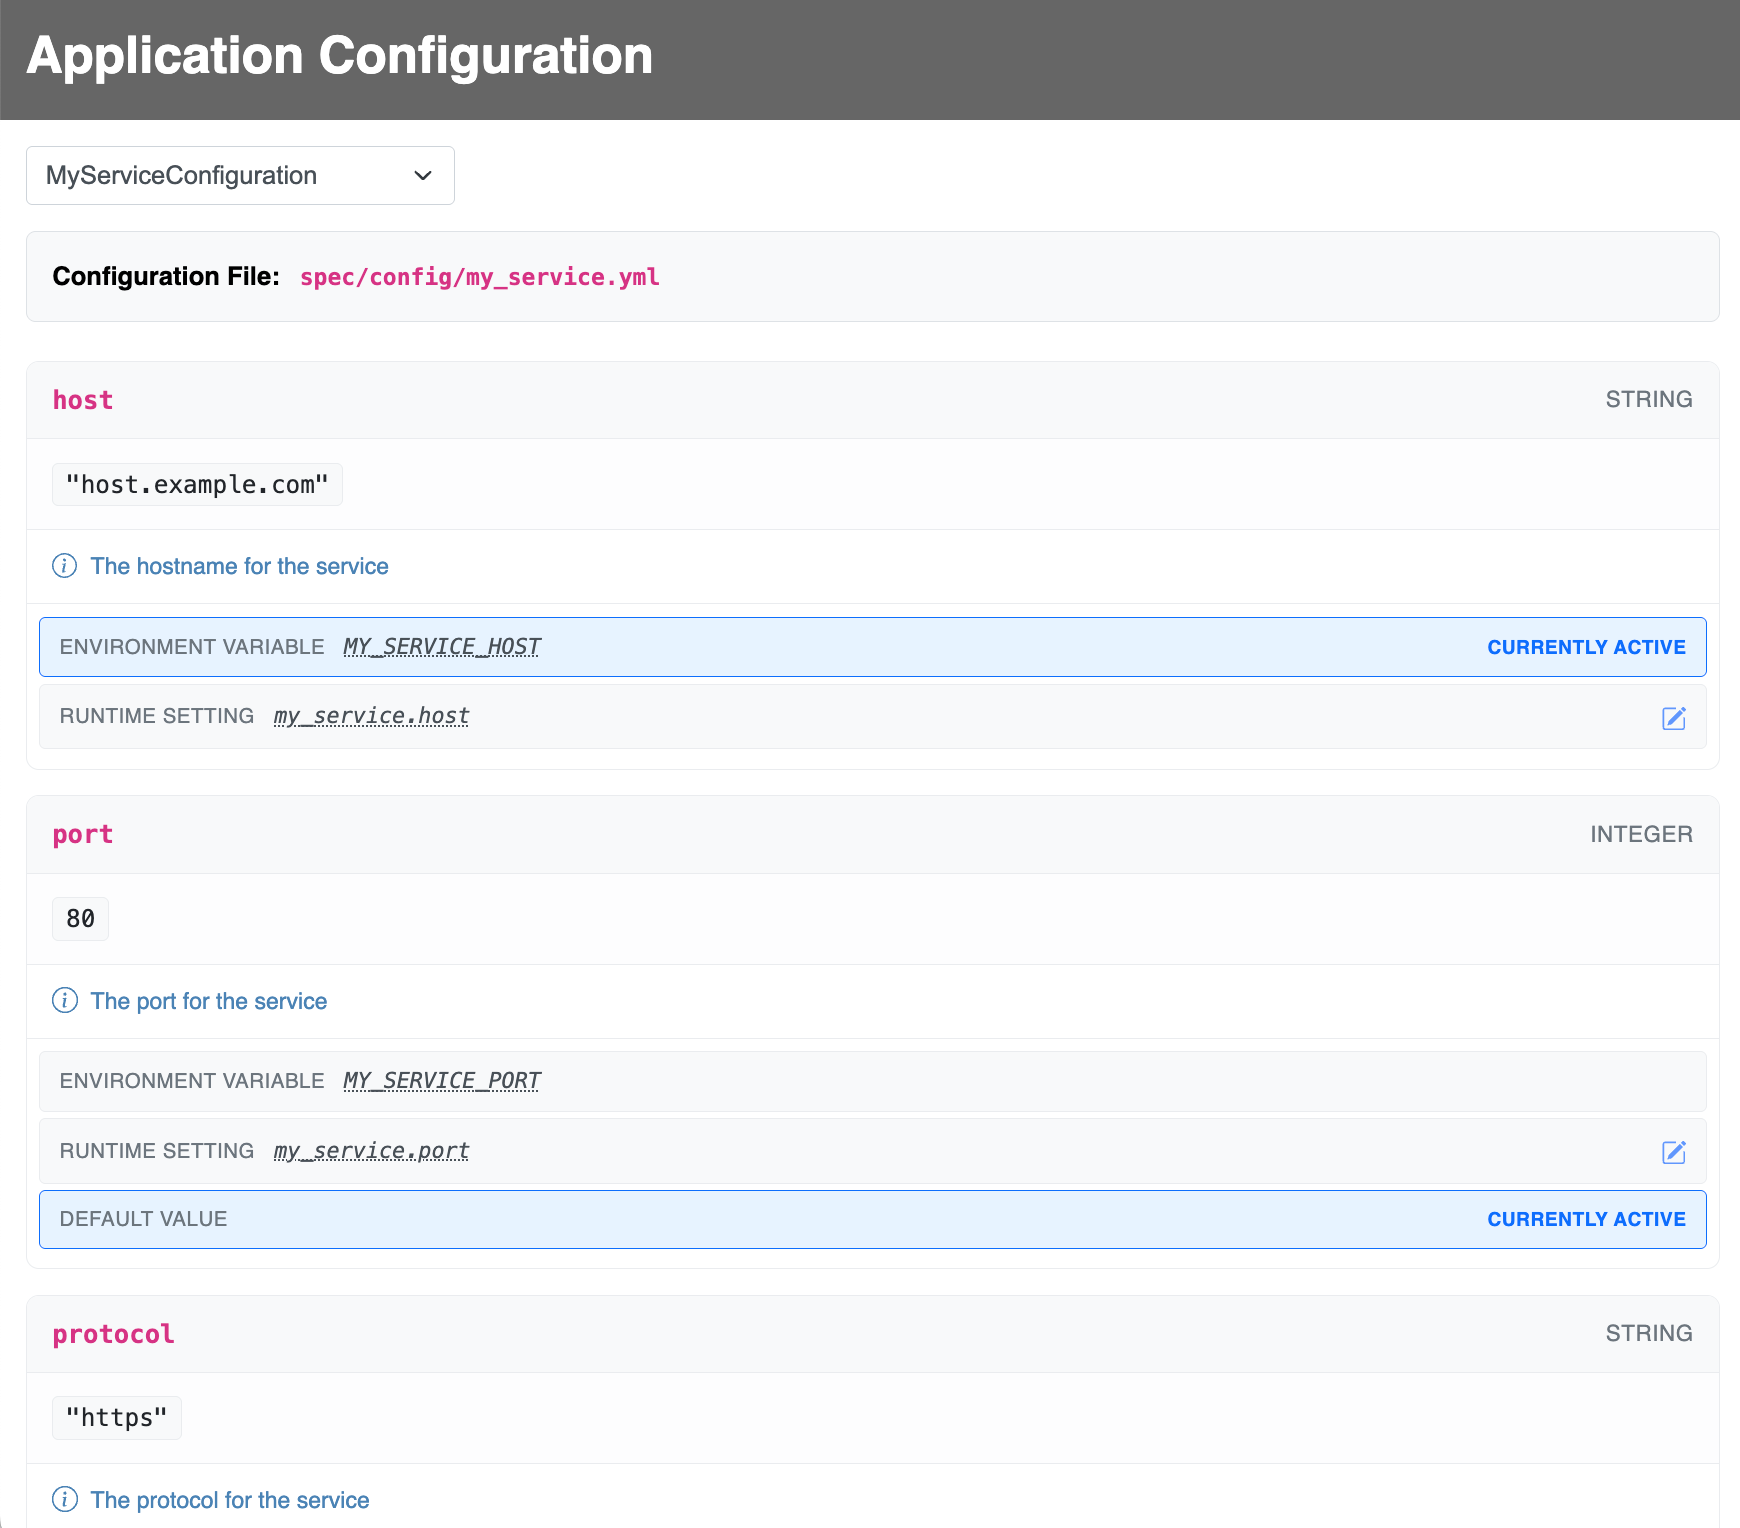 Application Configuration
MyServiceConfiguration
Configuration File: spec/config/my_service.yml
host STRING
"host.example.com"
The hostname for the service
ENVIRONMENT VARIABLE MY_SERVICE_HOST CURRENTLY ACTIVE
RUNTIME SETTING my_service.host
port INTEGER
80
The port for the service
ENVIRONMENT VARIABLE MY_SERVICE_PORT
RUNTIME SETTING my_service.port
DEFAULT VALUE CURRENTLY ACTIVE
protocol STRING
"https"
The protocol for the service